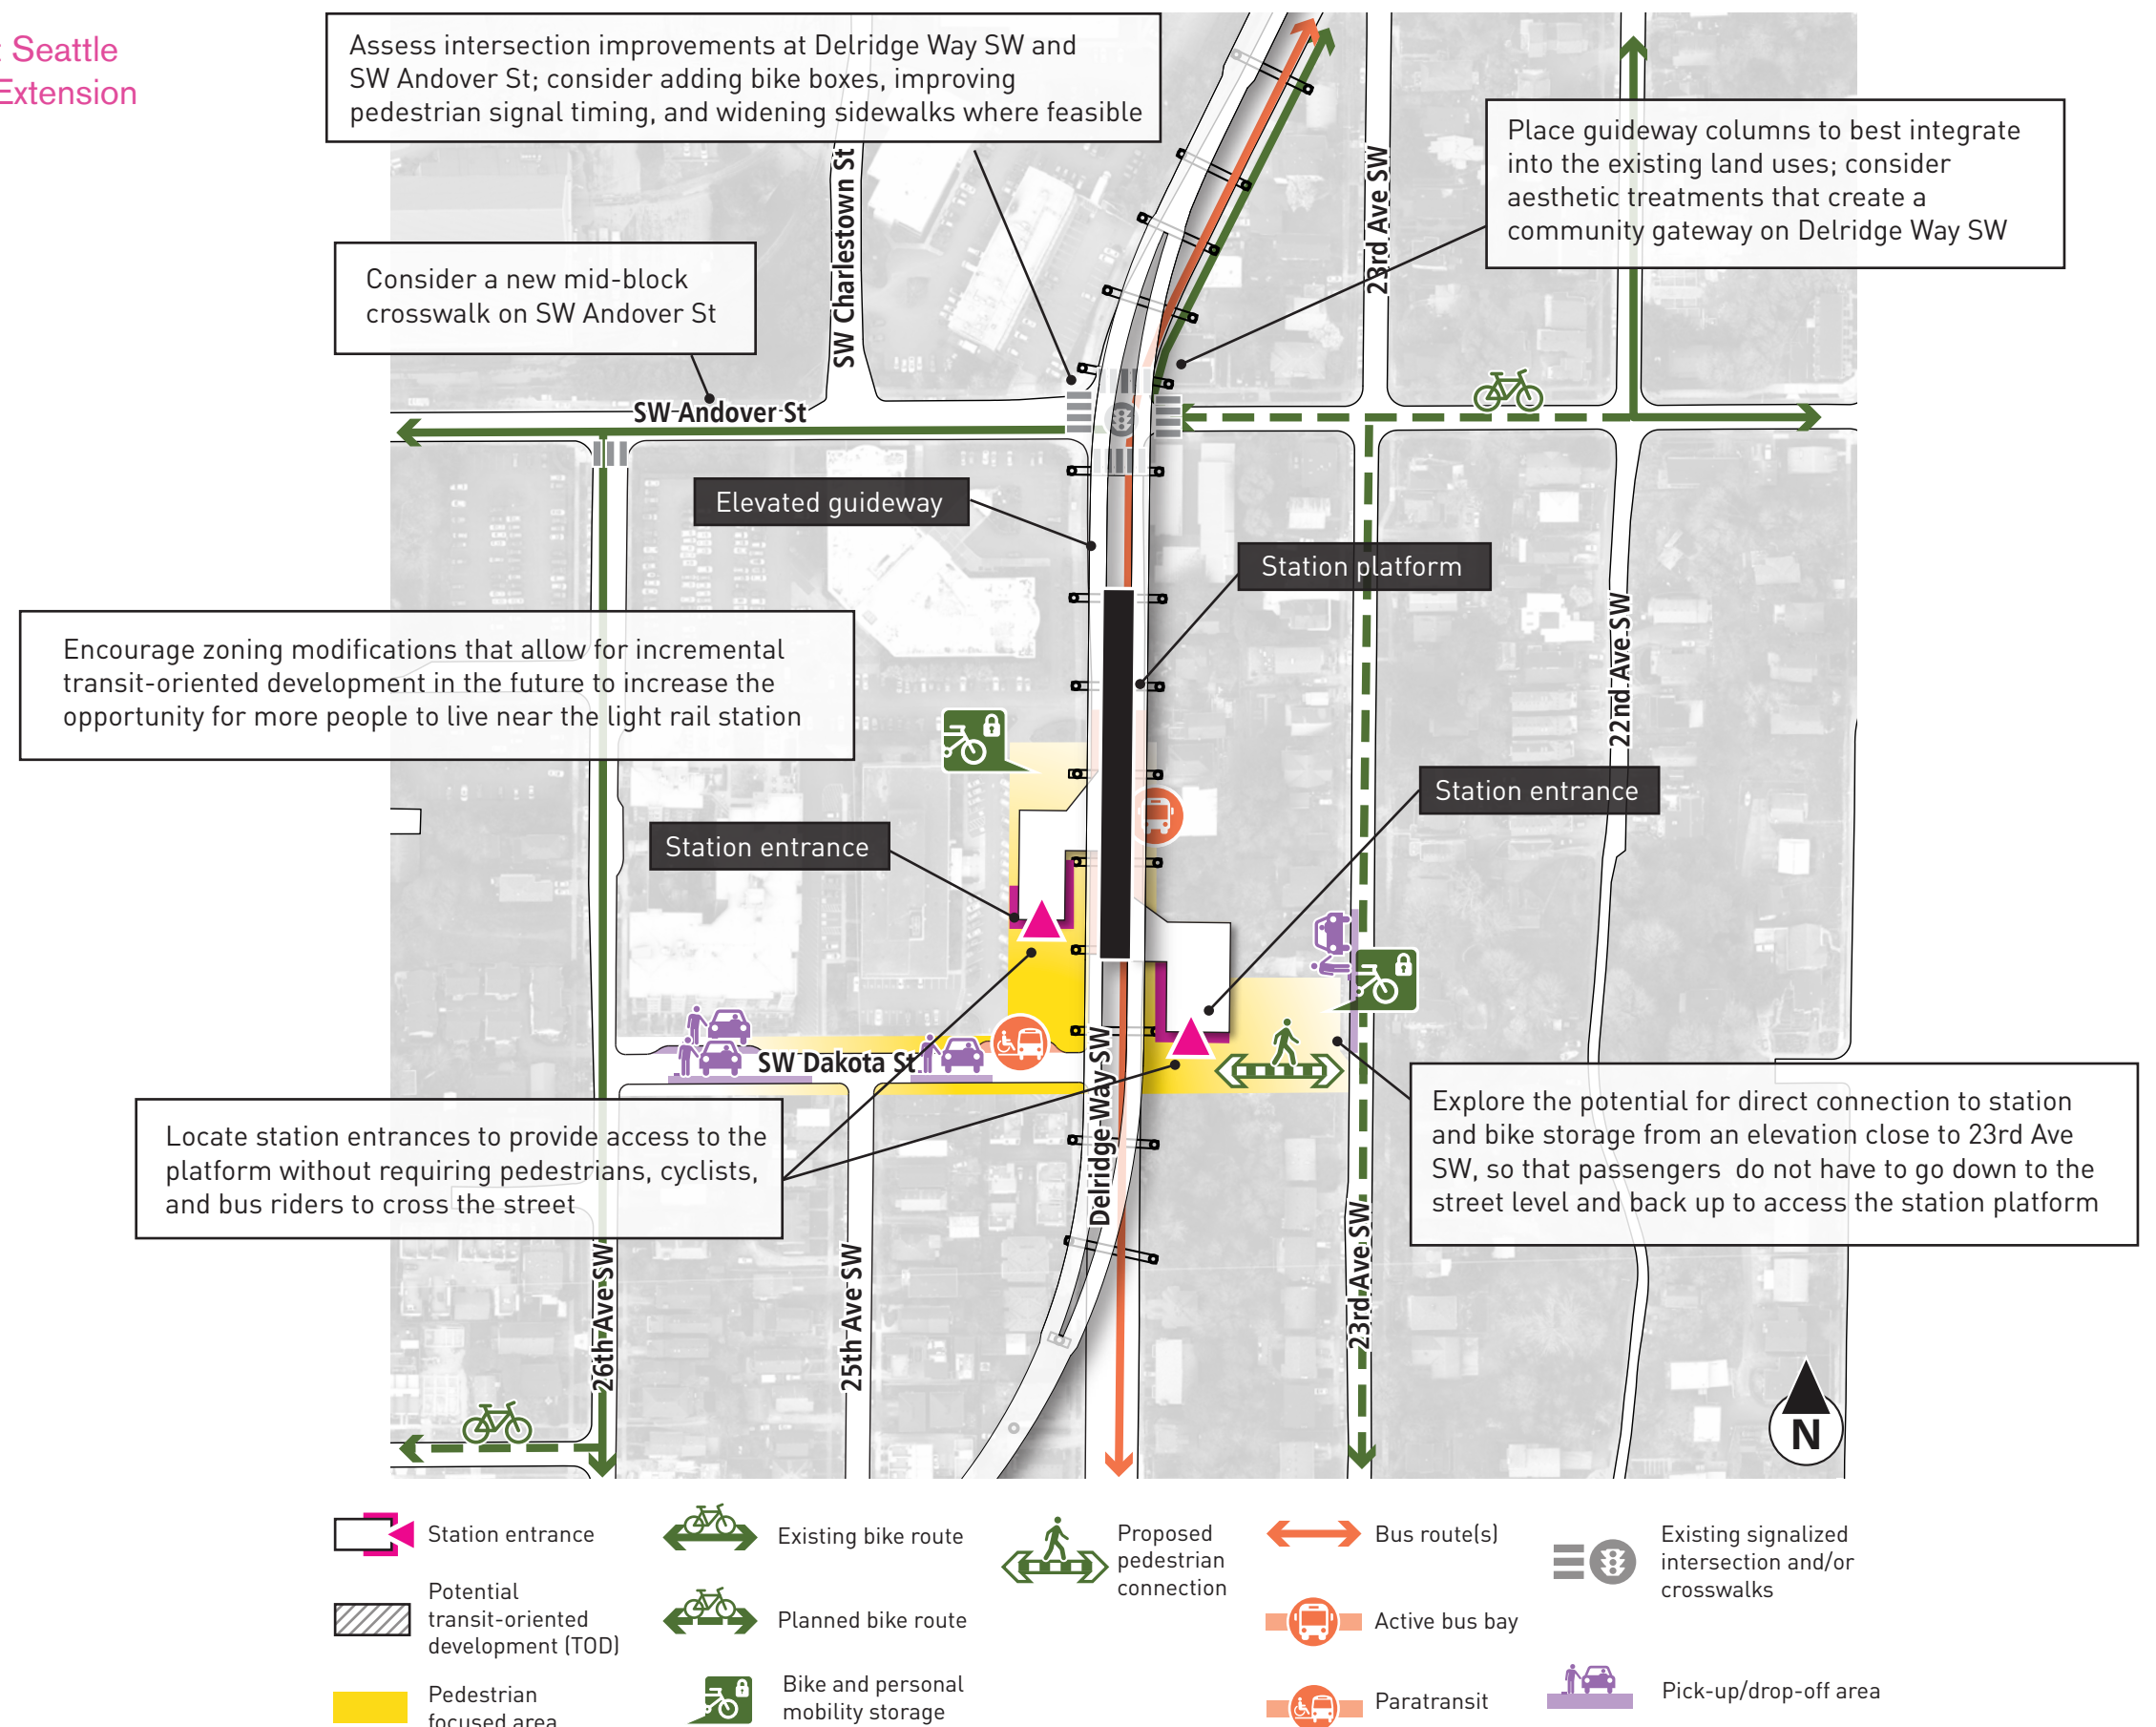 Seattle
Extension
Assess intersection improvements at Delridge Way SW and
SW Andover St; consider adding bike boxes, improving
pedestrian signal timing, and widening sidewalks where feasible
Place guideway columns to best integrate
into the existing land uses; consider
aesthetic treatments that create a
community gateway on Delridge Way SW
Consider a new mid-block
crosswalk on SW Andover St
SW Charlestown St
23rd Ave SW
SW Andover St
Elevated guideway
Station platform
Encourage zoning modifications that allow for incremental
transit-oriented development in the future to increase the
opportunity for more people to live near the light rail station
22nd Ave SW
Station entrance
Station entrance
SW Dakota St
Delridge Way SW
Locate station entrances to provide access to the
platform without requiring pedestrians, cyclists,
and bus riders to cross the street
Explore the potential for direct connection to station
and bike storage from an elevation close to 23rd Ave
SW, so that passengers do not have to go down to the
street level and back up to access the station platform
26th Ave SW
25th Ave SW
23rd Ave SW
N
Station entrance
Potential
transit-oriented
development (TOD)
Pedestrian
focused area
Existing bike route
Planned bike route
Bike and personal
mobility storage
Proposed
pedestrian
connection
Bus route(s)
Active bus bay
Paratransit
Existing signalized
intersection and/or
crosswalks
Pick-up/drop-off area